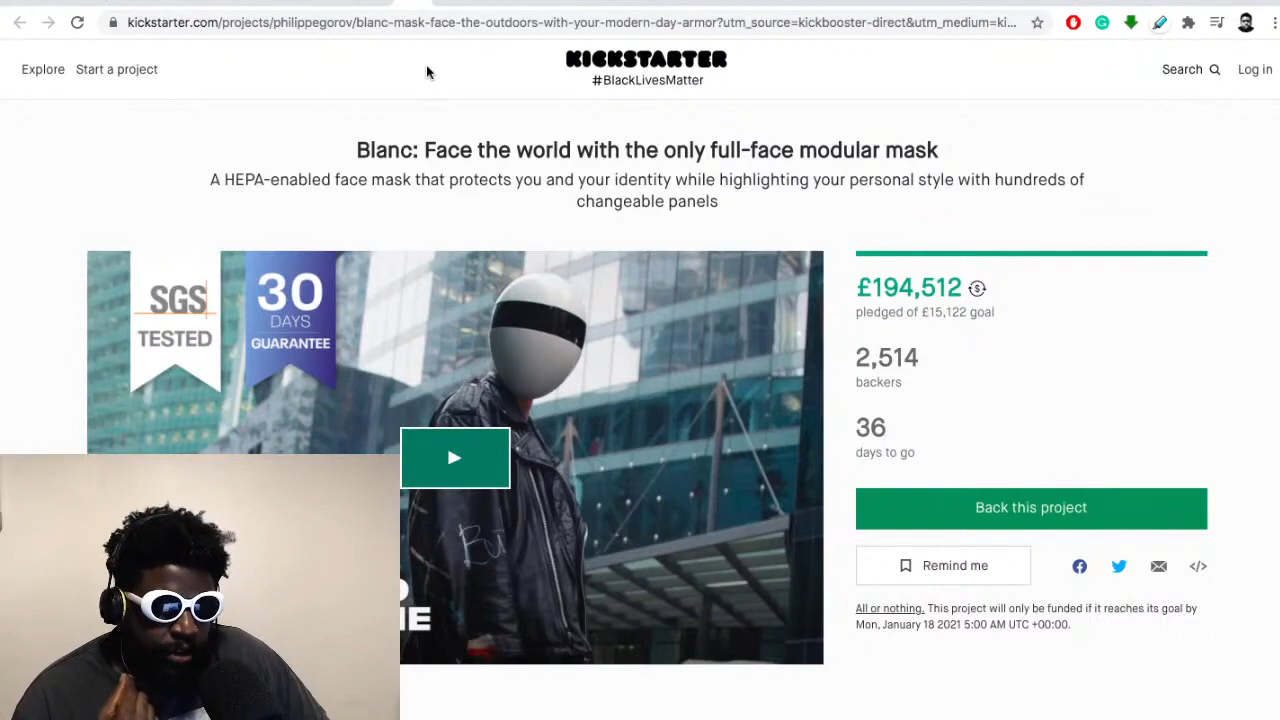 kickstarter.com/projects/philippegorov/blanc-mask-face-the-outdoors-with-your-modern-day-armor?utm_source=kickbooster-direct&utm_medium=ki...
Explore Start a project
KICKSTARTER
#BlackLivesMatter
Search Log in
Blanc: Face the world with the only full-face modular mask
A HEPA-enabled face mask that protects you and your identity while highlighting your personal style with hundreds of
changeable panels
SGS
TESTED
30
DAYS
GUARANTEE
£194,512
pledged of £15,122 goal
2,514
backers
36
days to go
Back this project
Remind me
All or nothing. This project will only be funded if it reaches its goal by
Mon, January 18 2021 5:00 AM UTC +00:00.